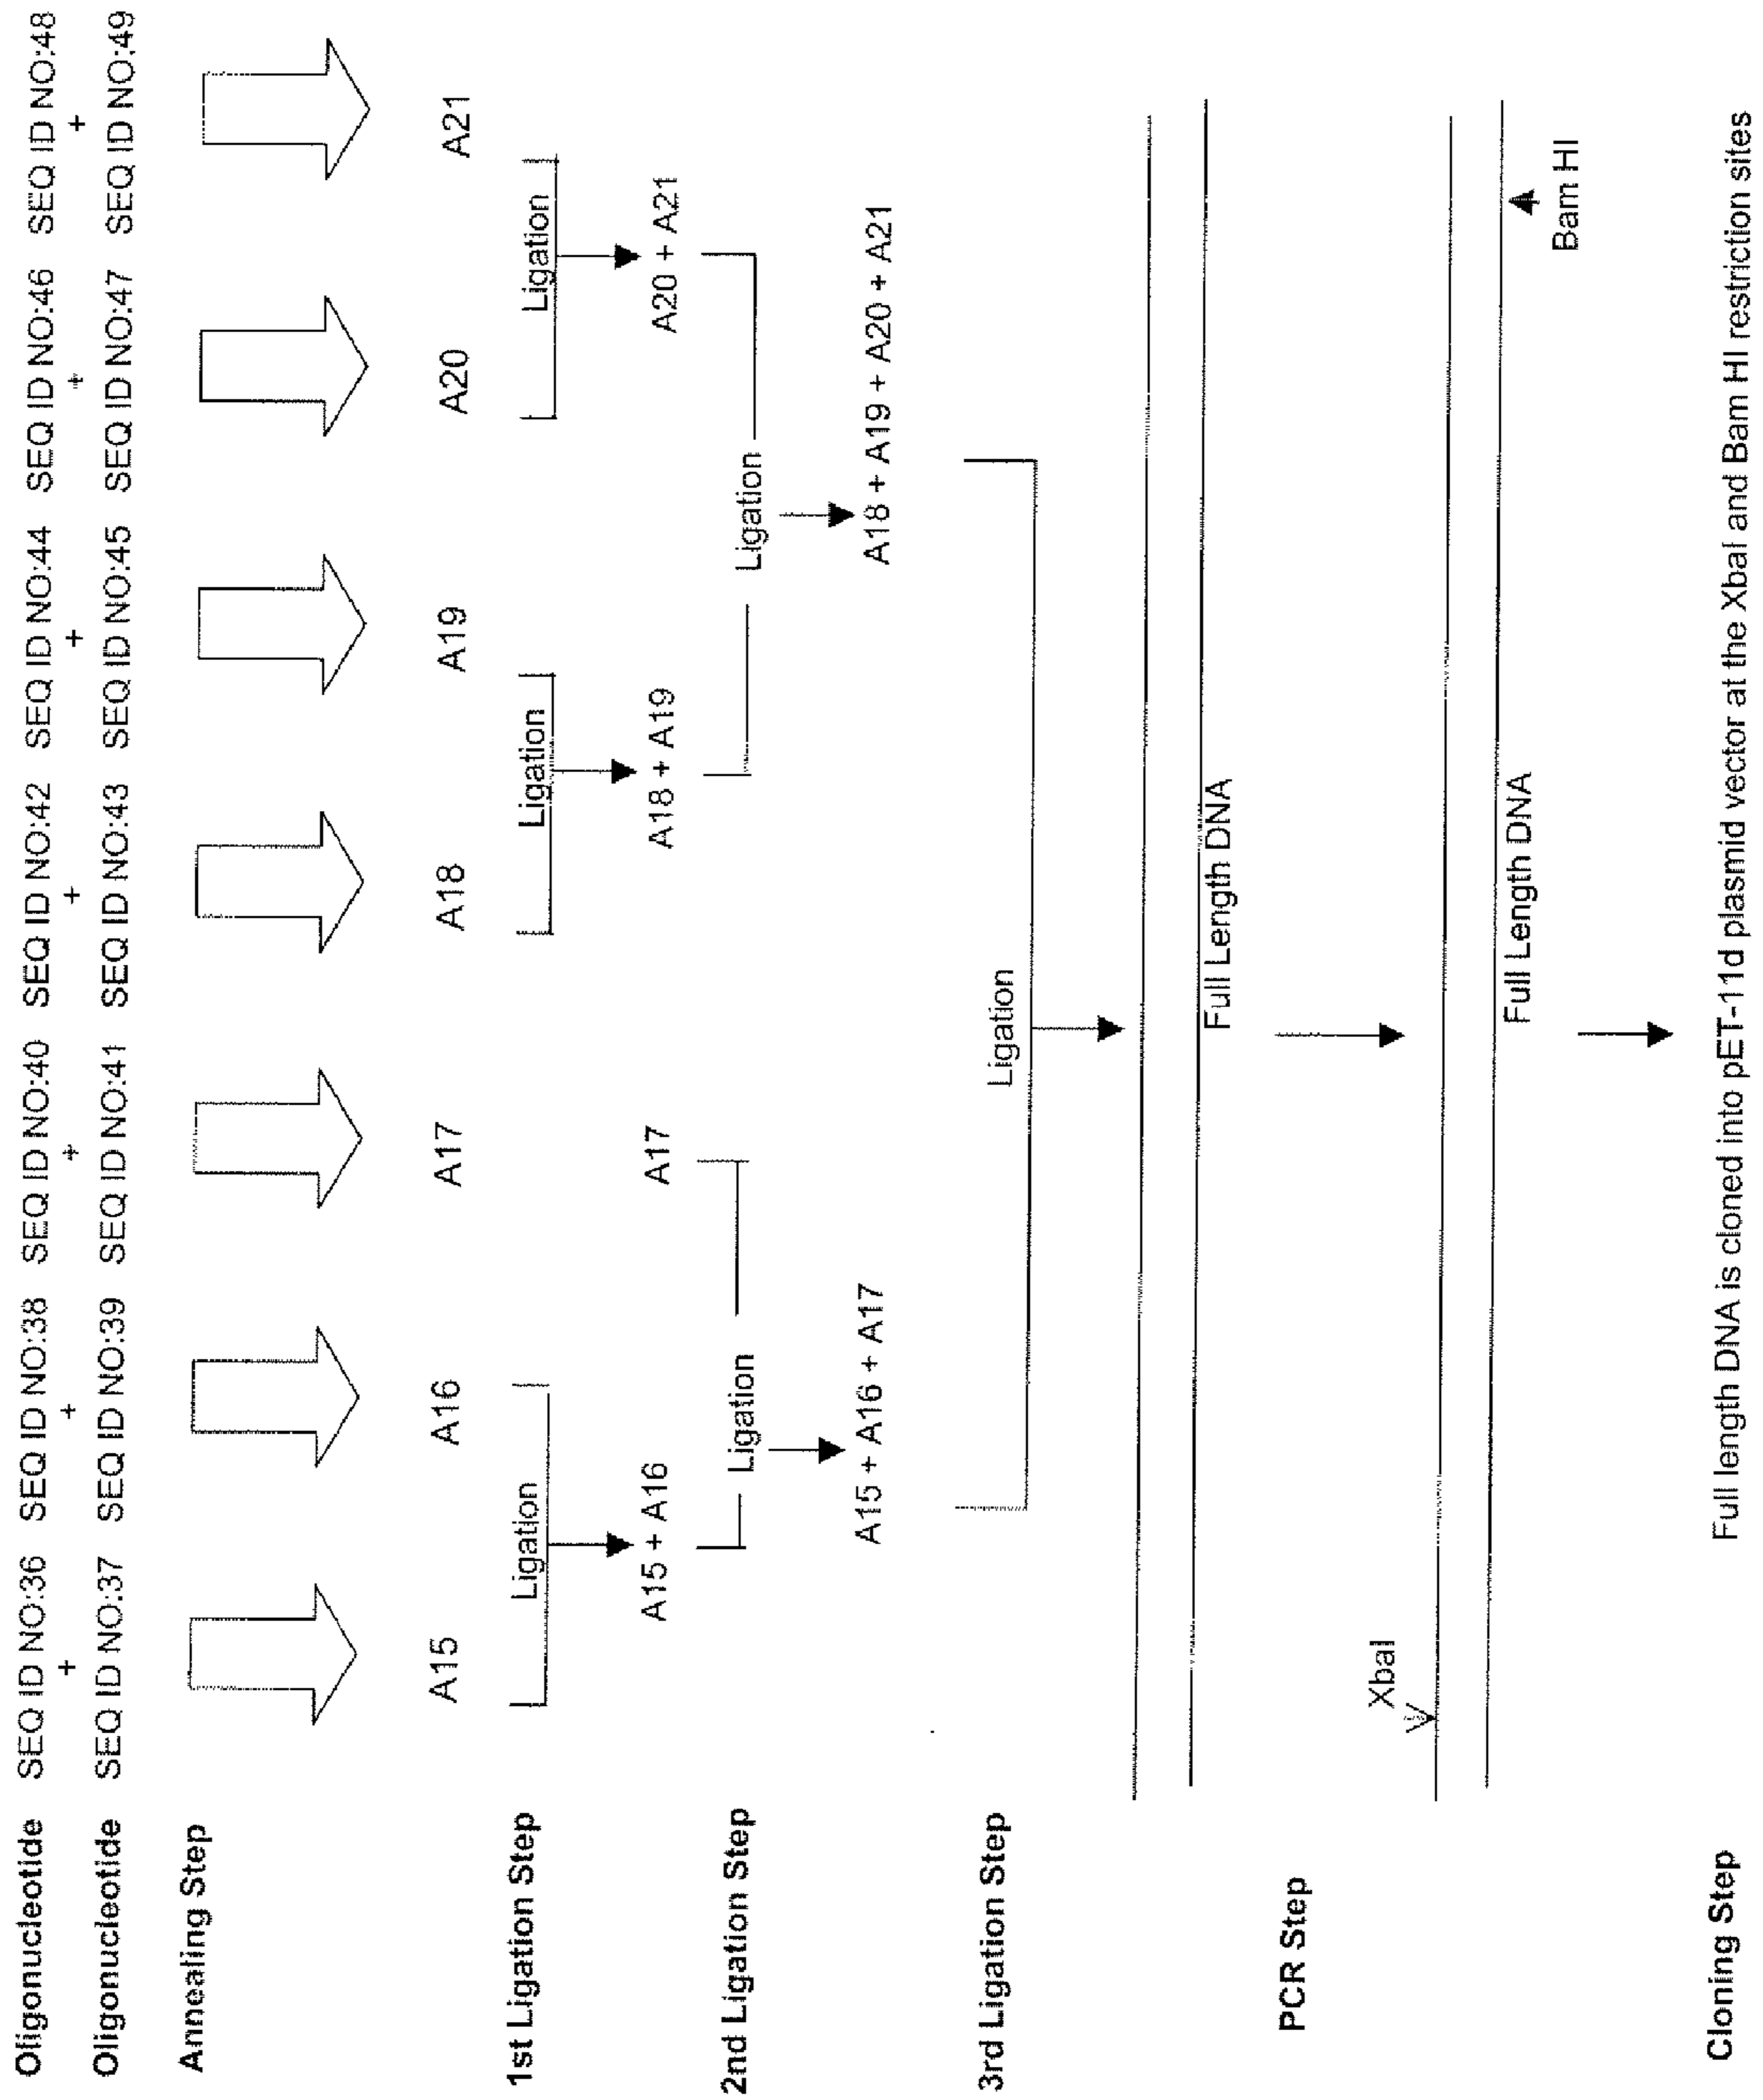 Oligonucleotide SEQ ID NO:36 SEQ ID NO:38 SEQ ID NO:40 SEQ ID NO:42 SEQ ID NO:44 SEQ ID NO:46 SEQ ID NO:48
+ + + + + + + +
Oligonucleotide SEQ ID NO:37 SEQ ID NO:39 SEQ ID NO:41 SEQ ID NO:43 SEQ ID NO:45 SEQ ID NO:47 SEQ ID NO:49
Annealing Step
A15 A16 A17 A18 A19 A20 A21
1st Ligation Step Ligation Ligation Ligation
A15 + A16 A17 A18 + A19 A20 + A21
2nd Ligation Step Ligation Ligation
A15 + A16 + A17 A18 + A19 + A20 + A21
3rd Ligation Step Ligation
Full Length DNA
PCR Step
XbaI
Full Length DNA
Bam HI
Cloning Step Full length DNA is cloned into pET-11d plasmid vector at the XbaI and Bam HI restriction sites